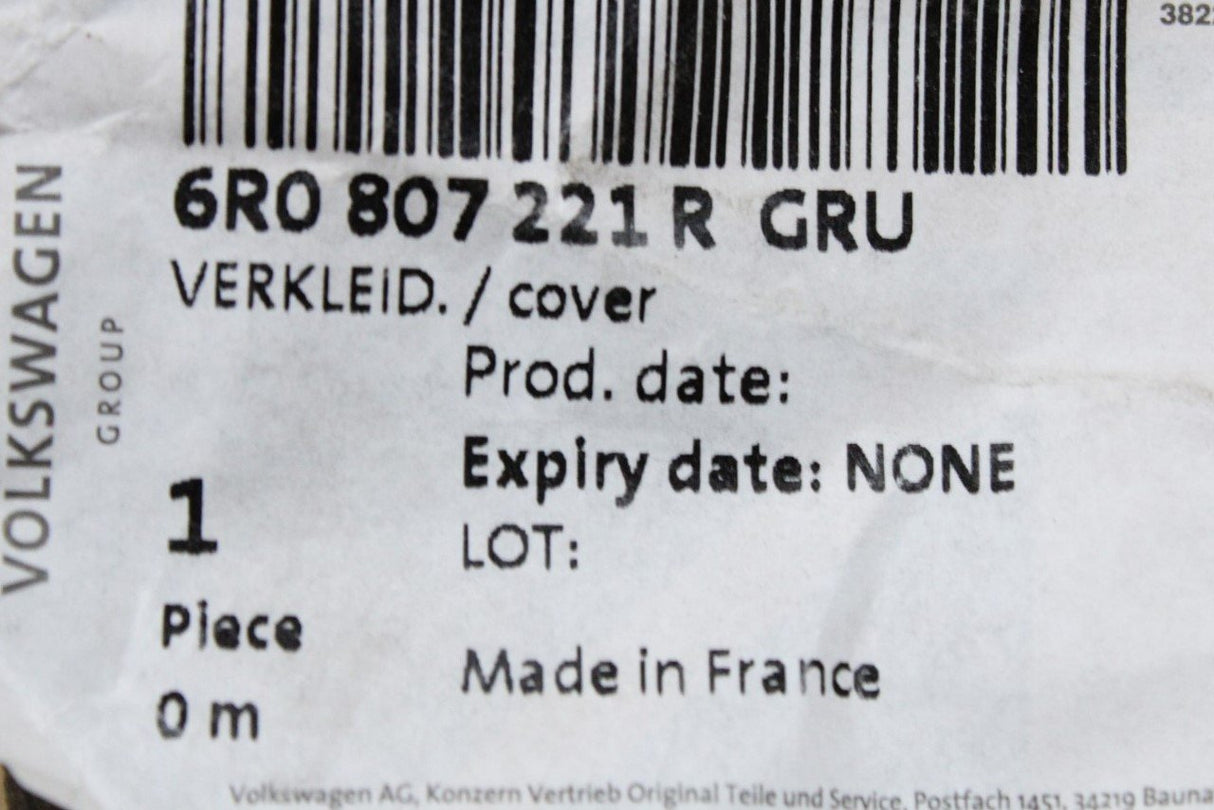 382
6R0 807 221 R GRU
VERKLEID. / cover
Prod. date:
Expiry date: NONE
LOT:
1
Piece
0 m
Made in France
VOLKSWAGEN
GROUP
Volkswagen AG, Konzern Vertrieb Original Teile und Service, Postfach 1451, 34219 Bauna